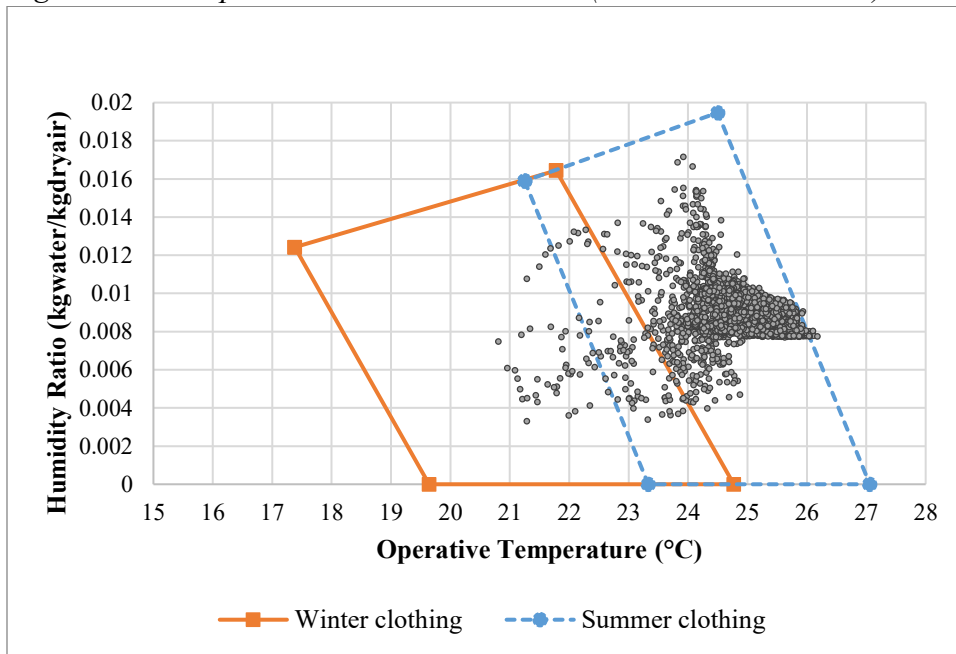 Humidity Ratio (kgwater/kgdryair)
0.02
0.018
0.016
0.014
0.012
0.01
0.008
0.006
0.004
0.002
0
15 16 17 18 19 20 21 22 23 24 25 26 27 28
Operative Temperature (°C)
Winter clothing Summer clothing